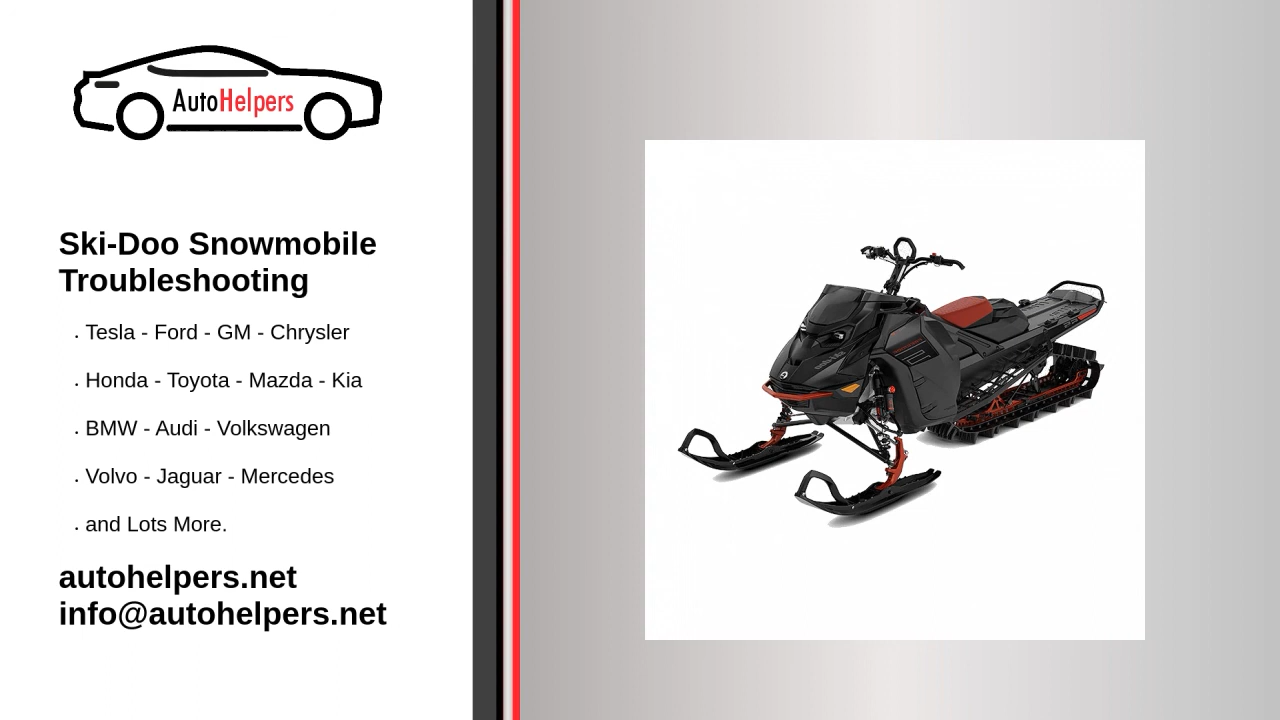 AutoHelpers
Ski-Doo Snowmobile
Troubleshooting
. Tesla - Ford - GM - Chrysler
. Honda - Toyota - Mazda - Kia
. BMW - Audi - Volkswagen
. Volvo - Jaguar - Mercedes
. and Lots More.
autohelpers.net
info@autohelpers.net